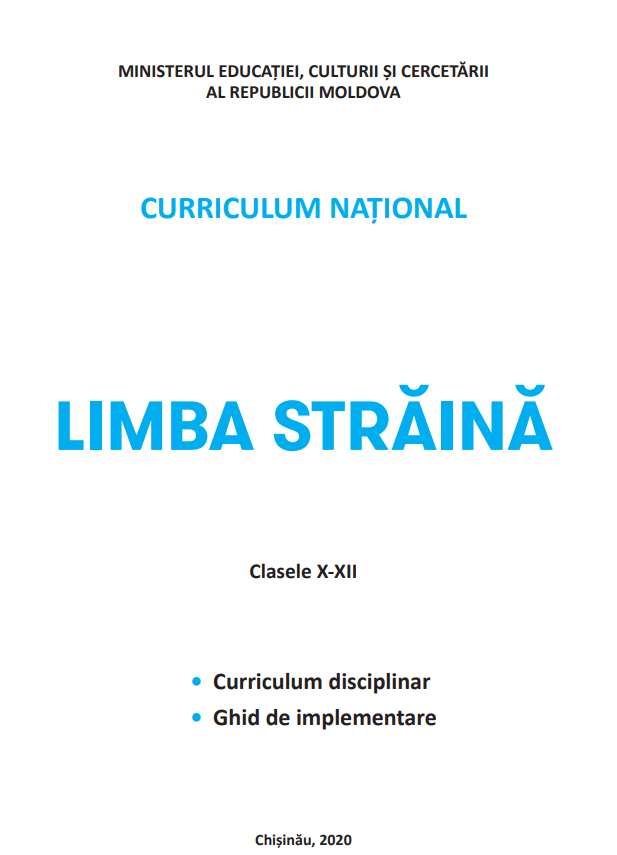 MINISTERUL EDUCAȚIEI, CULTURII ȘI CERCETĂRII
AL REPUBLICII MOLDOVA
CURRICULUM NAȚIONAL
LIMBA STRĂINĂ
Clasele X-XII
• Curriculum disciplinar
• Ghid de implementare
Chișinău, 2020